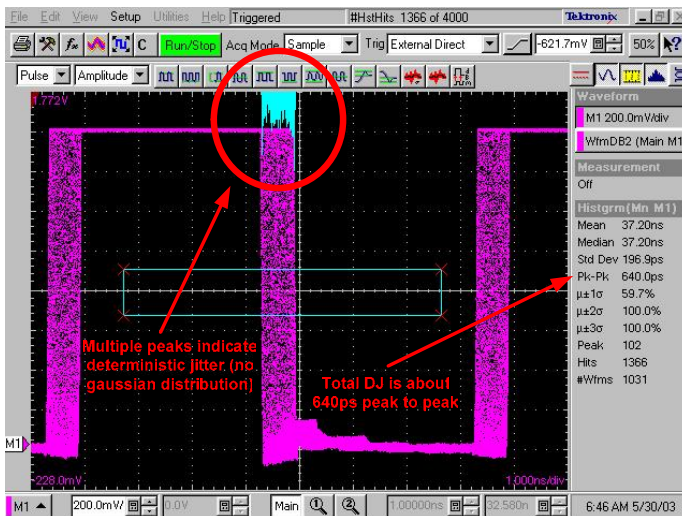 File Edit View Setup Utilities Help Triggered #HstHits 1366 of 4000 Tektronix
C Run/Stop Acq Mode Sample Trig External Direct -621.7mV 50%
Pulse Amplitude
1.772V
Waveform
M1 200.0mV/div
WfmDB2 (Main M1
Measurement
Off
Histgrm(Mn M1)
Mean 37.20ns
Median 37.20ns
Std Dev 196.9ps
Pk-Pk 640.0ps
µ±1σ 59.7%
µ±2σ 100.0%
µ±3σ 100.0%
Peak 102
Hits 1366
#Wfms 1031
Multiple peaks indicate
deterministic jitter (no
gaussian distribution)
Total DJ is about
640ps peak to peak
M1
-228.0mV 1.000ns/div
M1 200.0mV/ 0.0V Main 1 2 1.00000ns 32.580n 6:46 AM 5/30/03